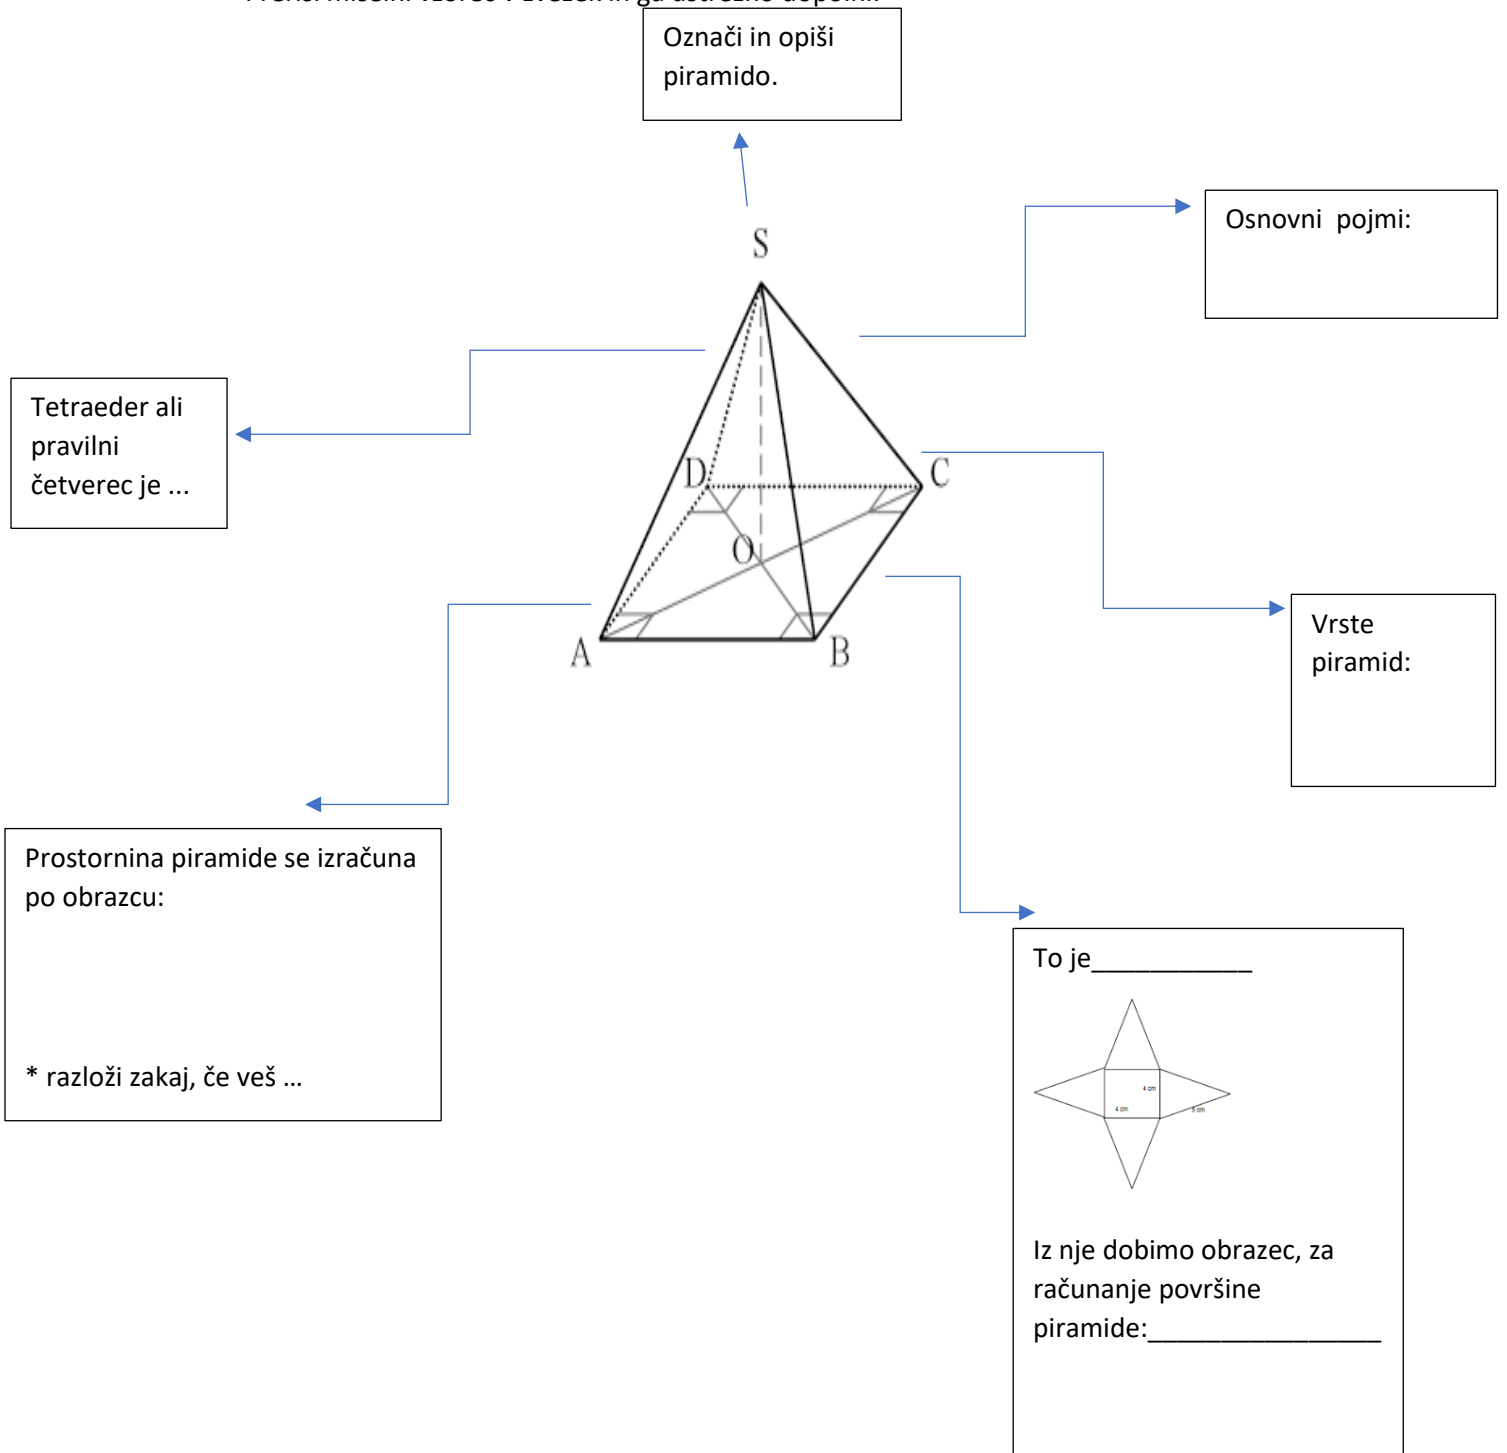 Označi in opiši
piramido.
Osnovni pojmi:
S
Tetraeder ali
pravilni
četverec je ...
D
C
O
A
B
Vrste
piramid:
Prostornina piramide se izračuna
po obrazcu:
* razloži zakaj, če veš ...
To je___________
4 cm
4 cm
5 cm
Iz nje dobimo obrazec, za
računanje površine
piramide:________________